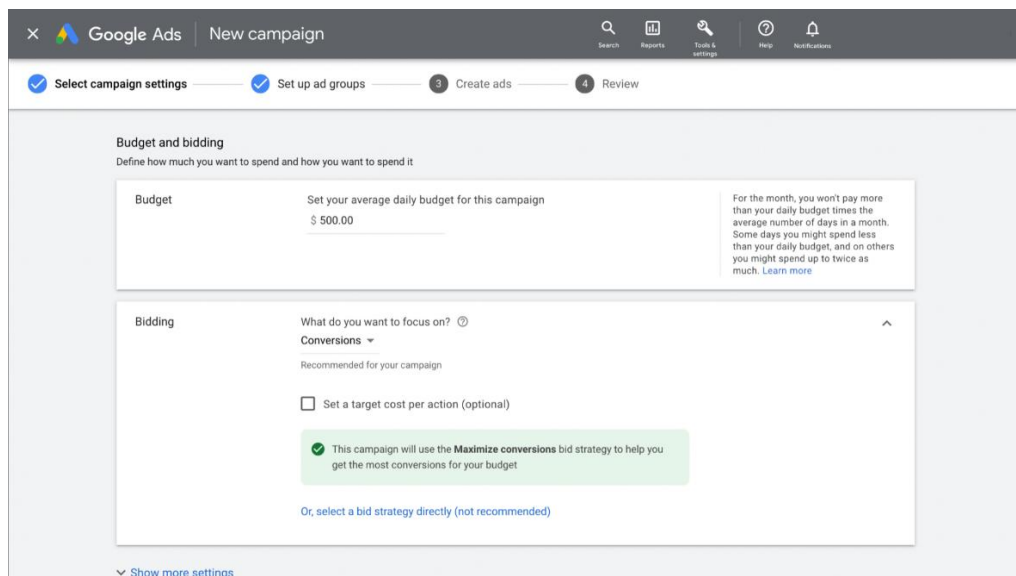 Google Ads New campaign
Search
Reports
Tools & settings
Help
Notifications
Select campaign settings
Set up ad groups
3 Create ads
4 Review
Budget and bidding
Define how much you want to spend and how you want to spend it
Budget
Set your average daily budget for this campaign
$ 500.00
For the month, you won't pay more
than your daily budget times the
average number of days in a month.
Some days you might spend less
than your daily budget, and on others
you might spend up to twice as
much. Learn more
Bidding
What do you want to focus on?
Conversions
Recommended for your campaign
Set a target cost per action (optional)
This campaign will use the Maximize conversions bid strategy to help you
get the most conversions for your budget
Or, select a bid strategy directly (not recommended)
Show more settings